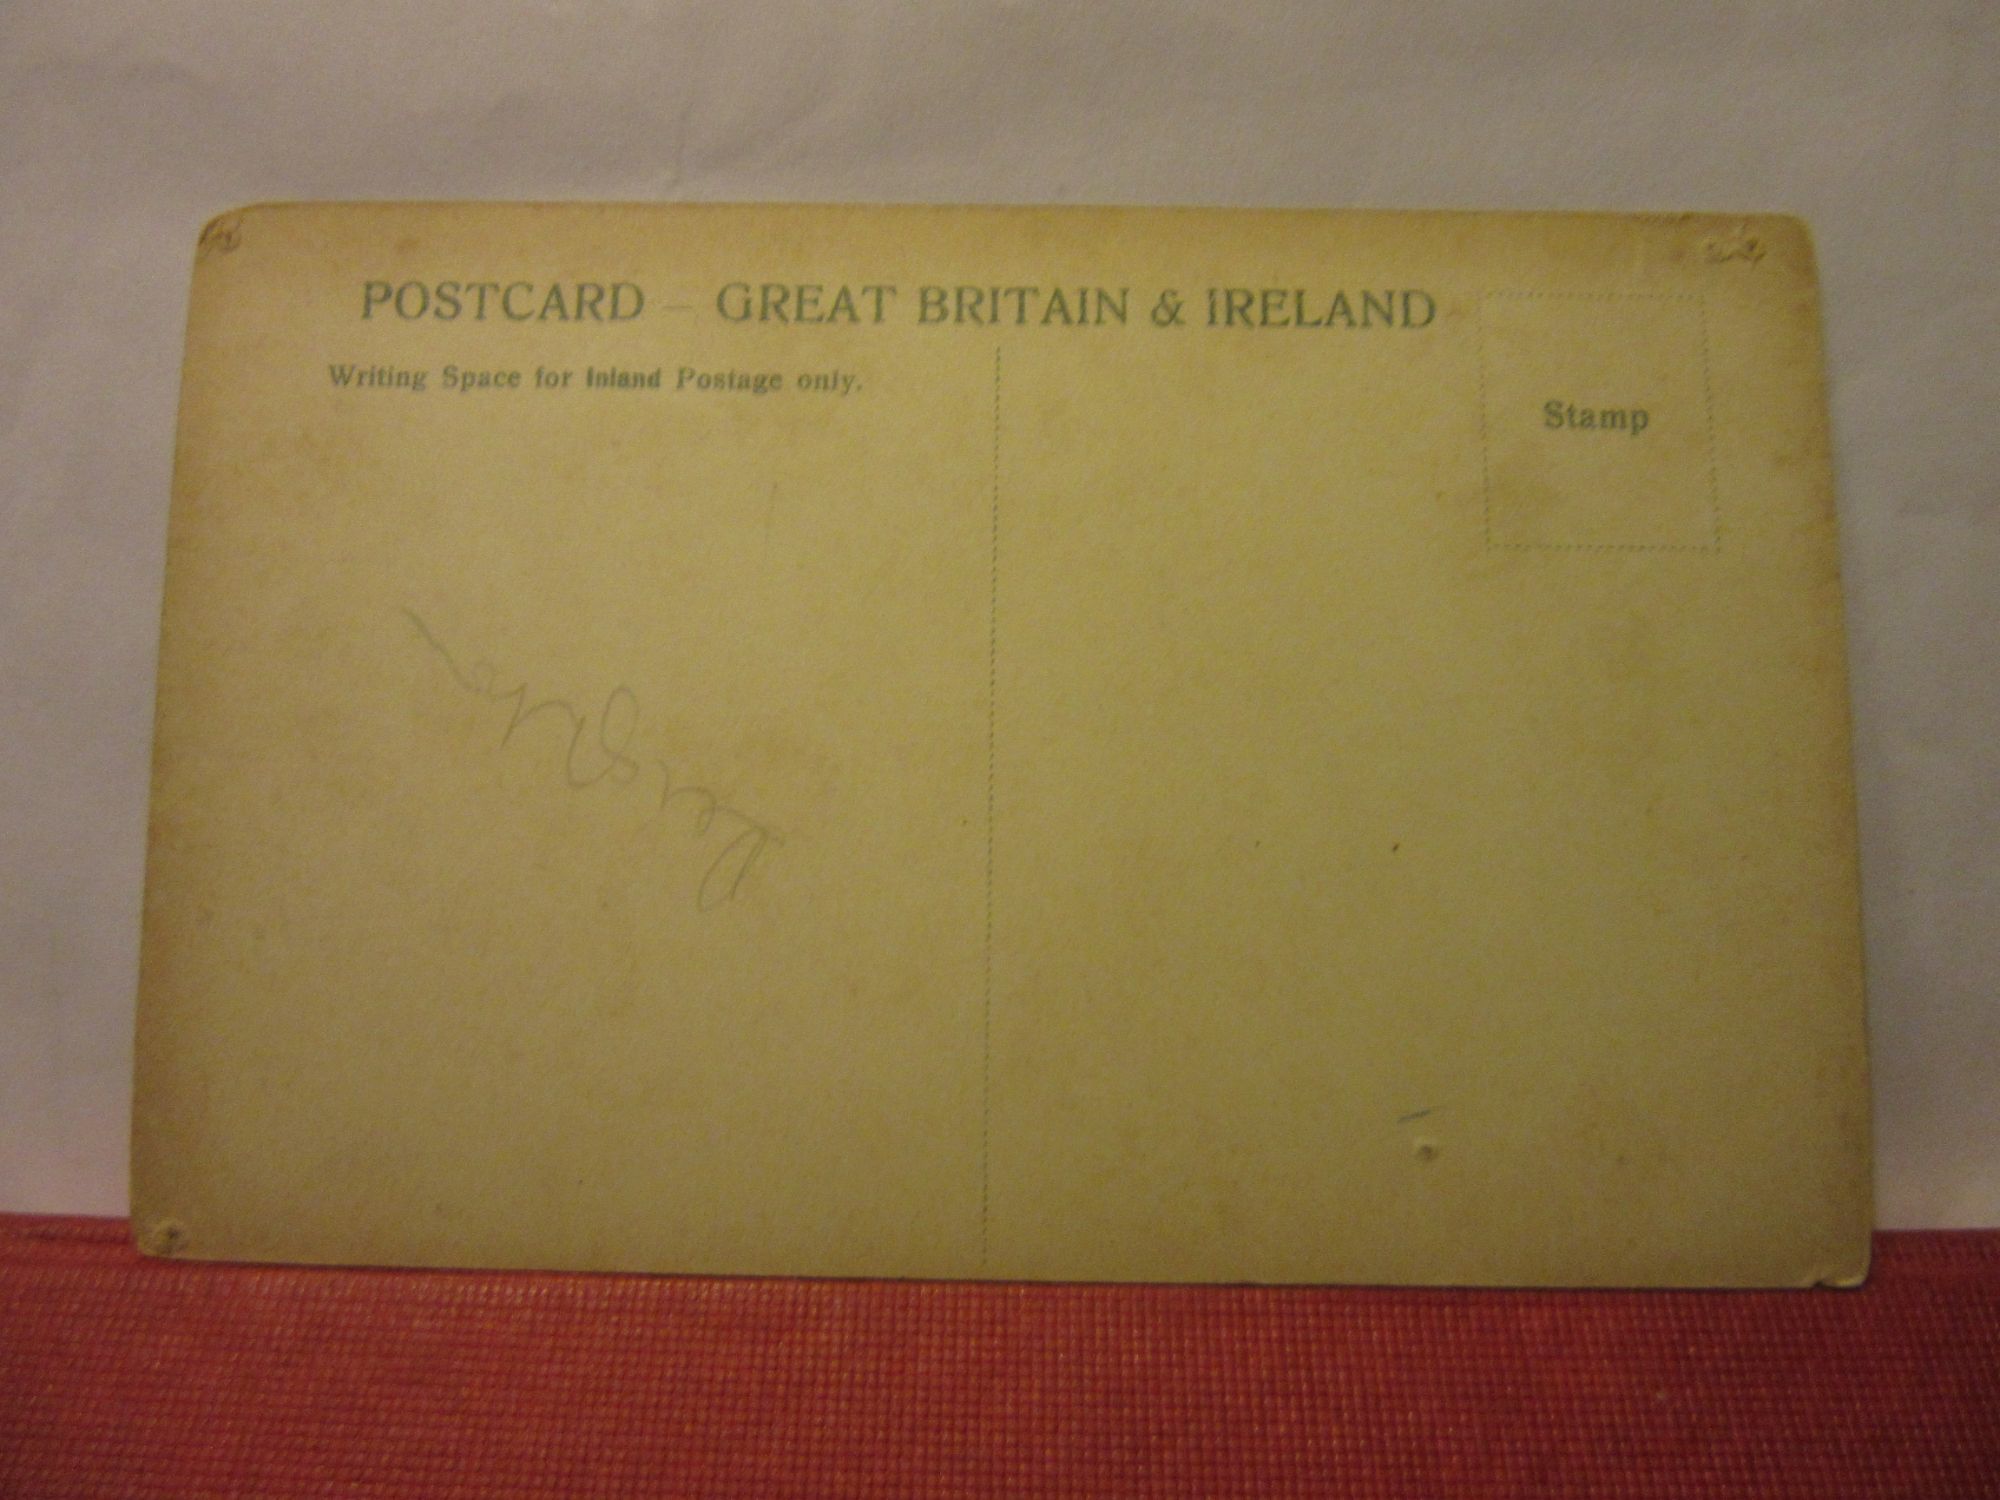 POSTCARD – GREAT BRITAIN & IRELAND
Writing Space for Inland Postage only.
Stamp